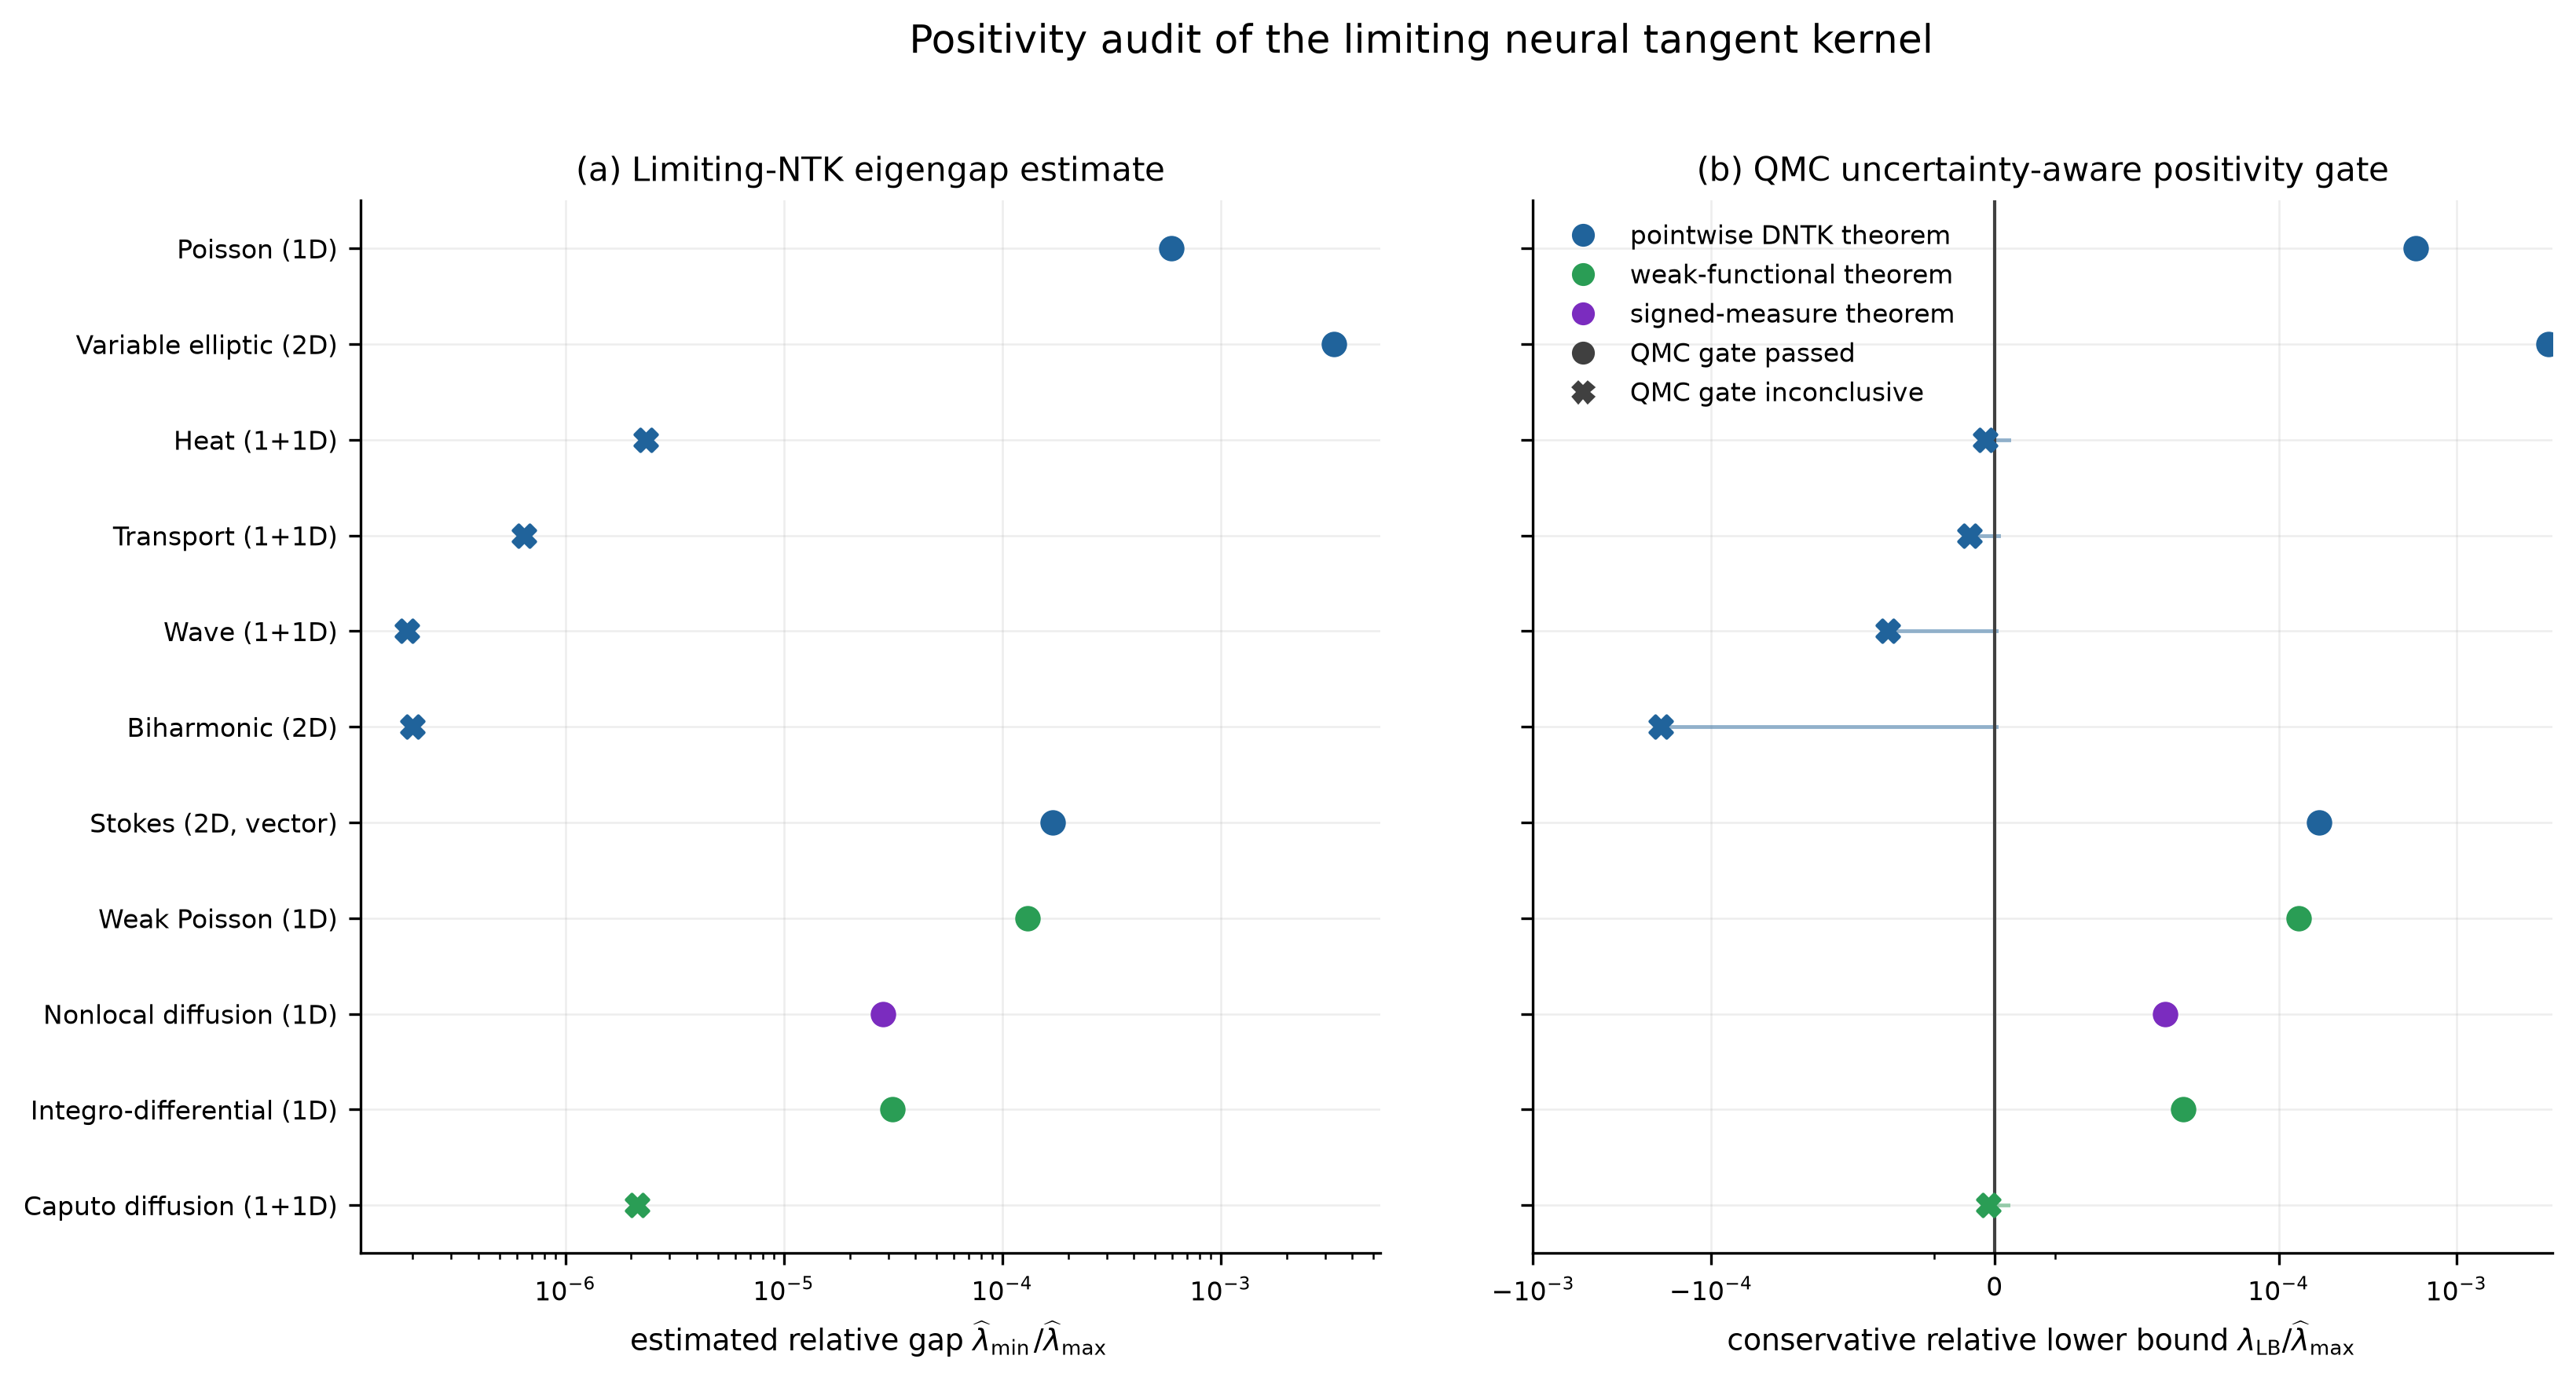 Positivity audit of the limiting neural tangent kernel
(a) Limiting-NTK eigengap estimate
Poisson (1D)
Variable elliptic (2D)
Heat (1+1D)
Transport (1+1D)
Wave (1+1D)
Biharmonic (2D)
Stokes (2D, vector)
Weak Poisson (1D)
Nonlocal diffusion (1D)
Integro-differential (1D)
Caputo diffusion (1+1D)
10⁻⁶ 10⁻⁵ 10⁻⁴ 10⁻³
estimated relative gap λ̂min/λ̂max
(b) QMC uncertainty-aware positivity gate
pointwise DNTK theorem
weak-functional theorem
signed-measure theorem
QMC gate passed
QMC gate inconclusive
−10⁻³ −10⁻⁴ 0 10⁻⁴ 10⁻³
conservative relative lower bound λLB/λ̂max